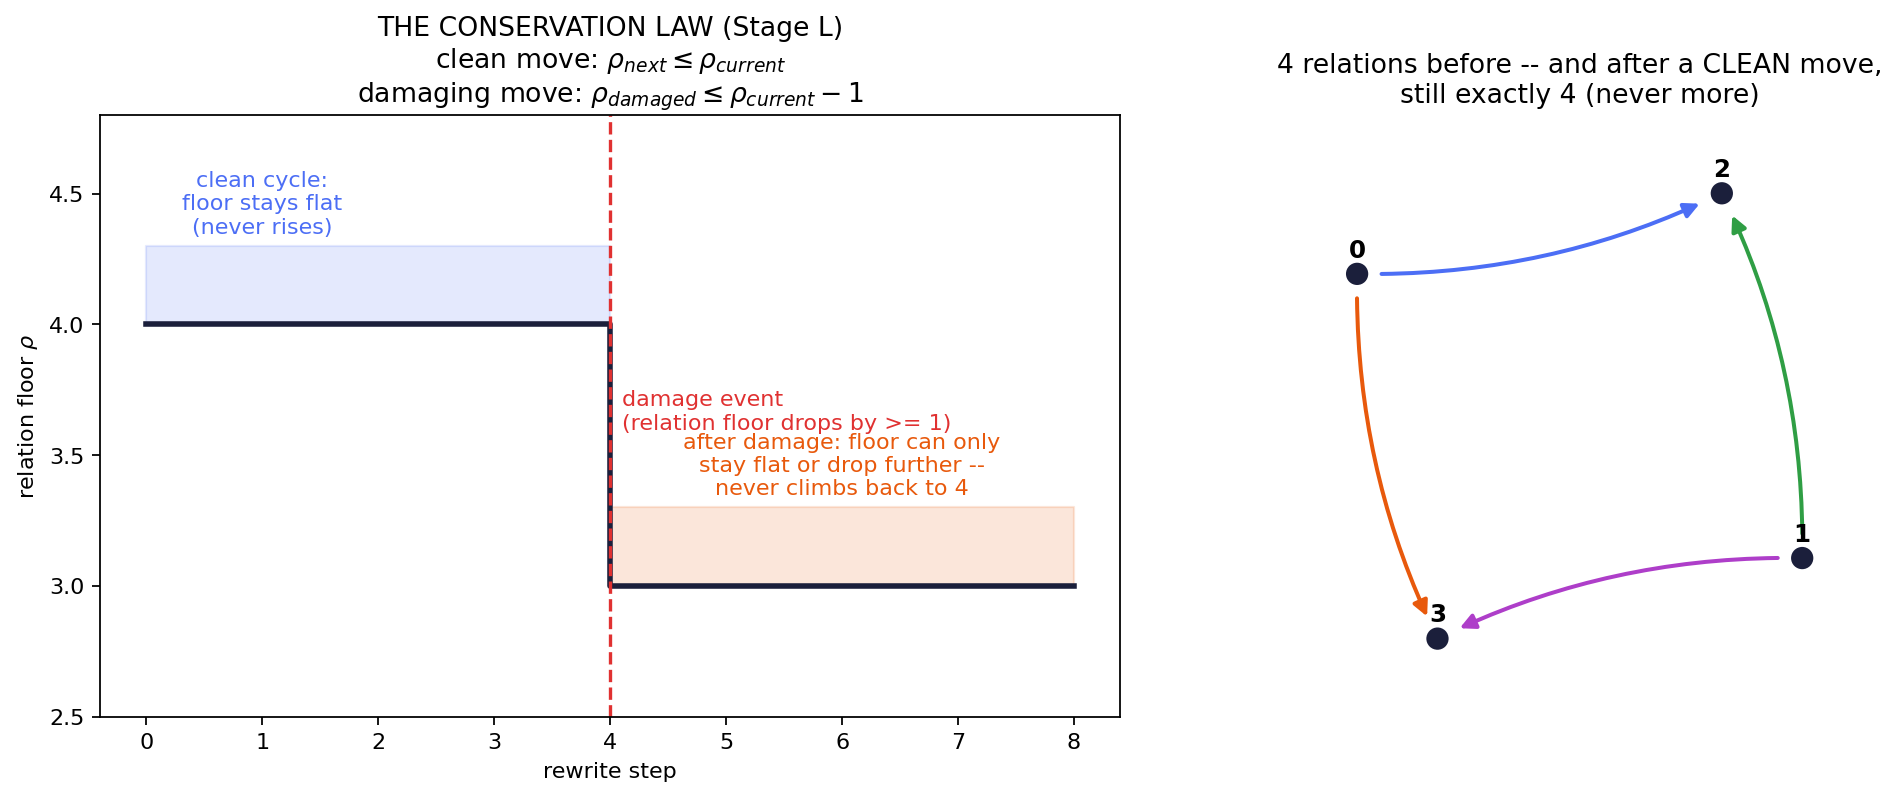 THE CONSERVATION LAW (Stage L)
clean move: ρ_next ≤ ρ_current
damaging move: ρ_damaged ≤ ρ_current − 1
4.5
4.0
3.5
3.0
2.5
relation floor ρ
clean cycle:
floor stays flat
(never rises)
damage event
(relation floor drops by >= 1)
after damage: floor can only
stay flat or drop further --
never climbs back to 4
0
1
2
3
4
5
6
7
8
rewrite step
4 relations before -- and after a CLEAN move,
still exactly 4 (never more)
2
0
1
3